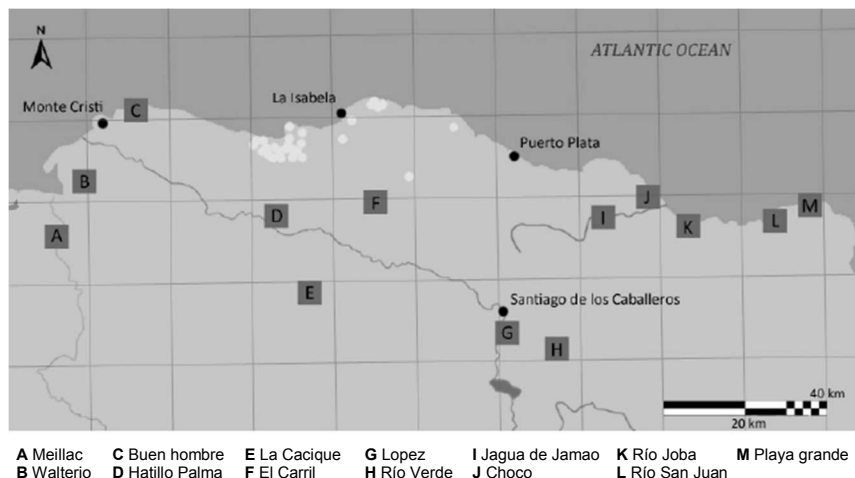 N
ATLANTIC OCEAN
La Isabela
Monte Cristi
C
Puerto Plata
B
J
F
M
D
I
L
K
A
E
Santiago de los Caballeros
G
H
40 km
20 km
A Meillac C Buen hombre E La Cacique G Lopez I Jagua de Jamao K Río Joba M Playa grande
B Walterio D Hatillo Palma F El Carril H Río Verde J Choco L Río San Juan